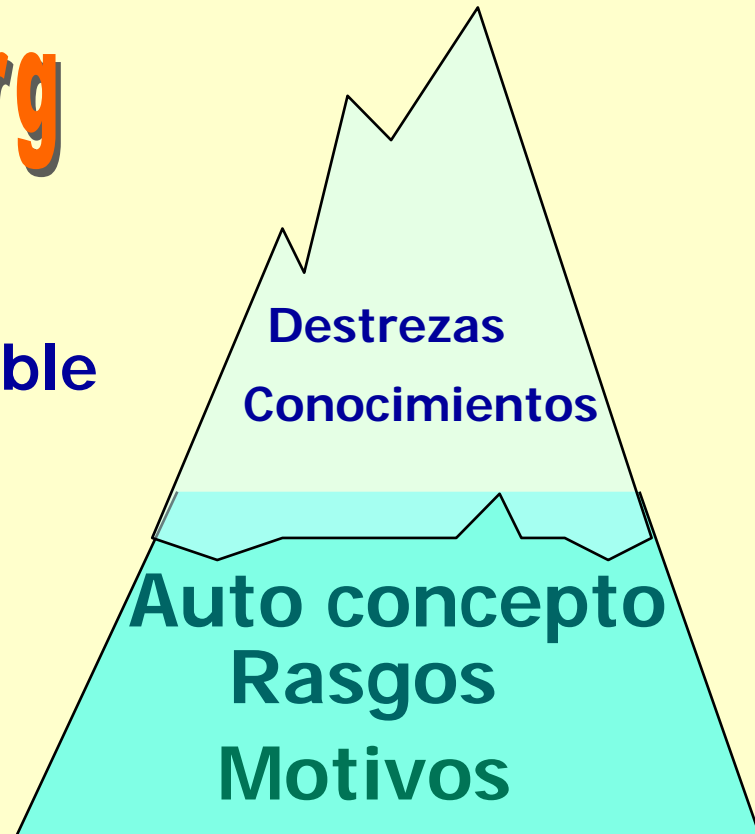 rg
ble
Destrezas
Conocimientos
Auto concepto
Rasgos
Motivos